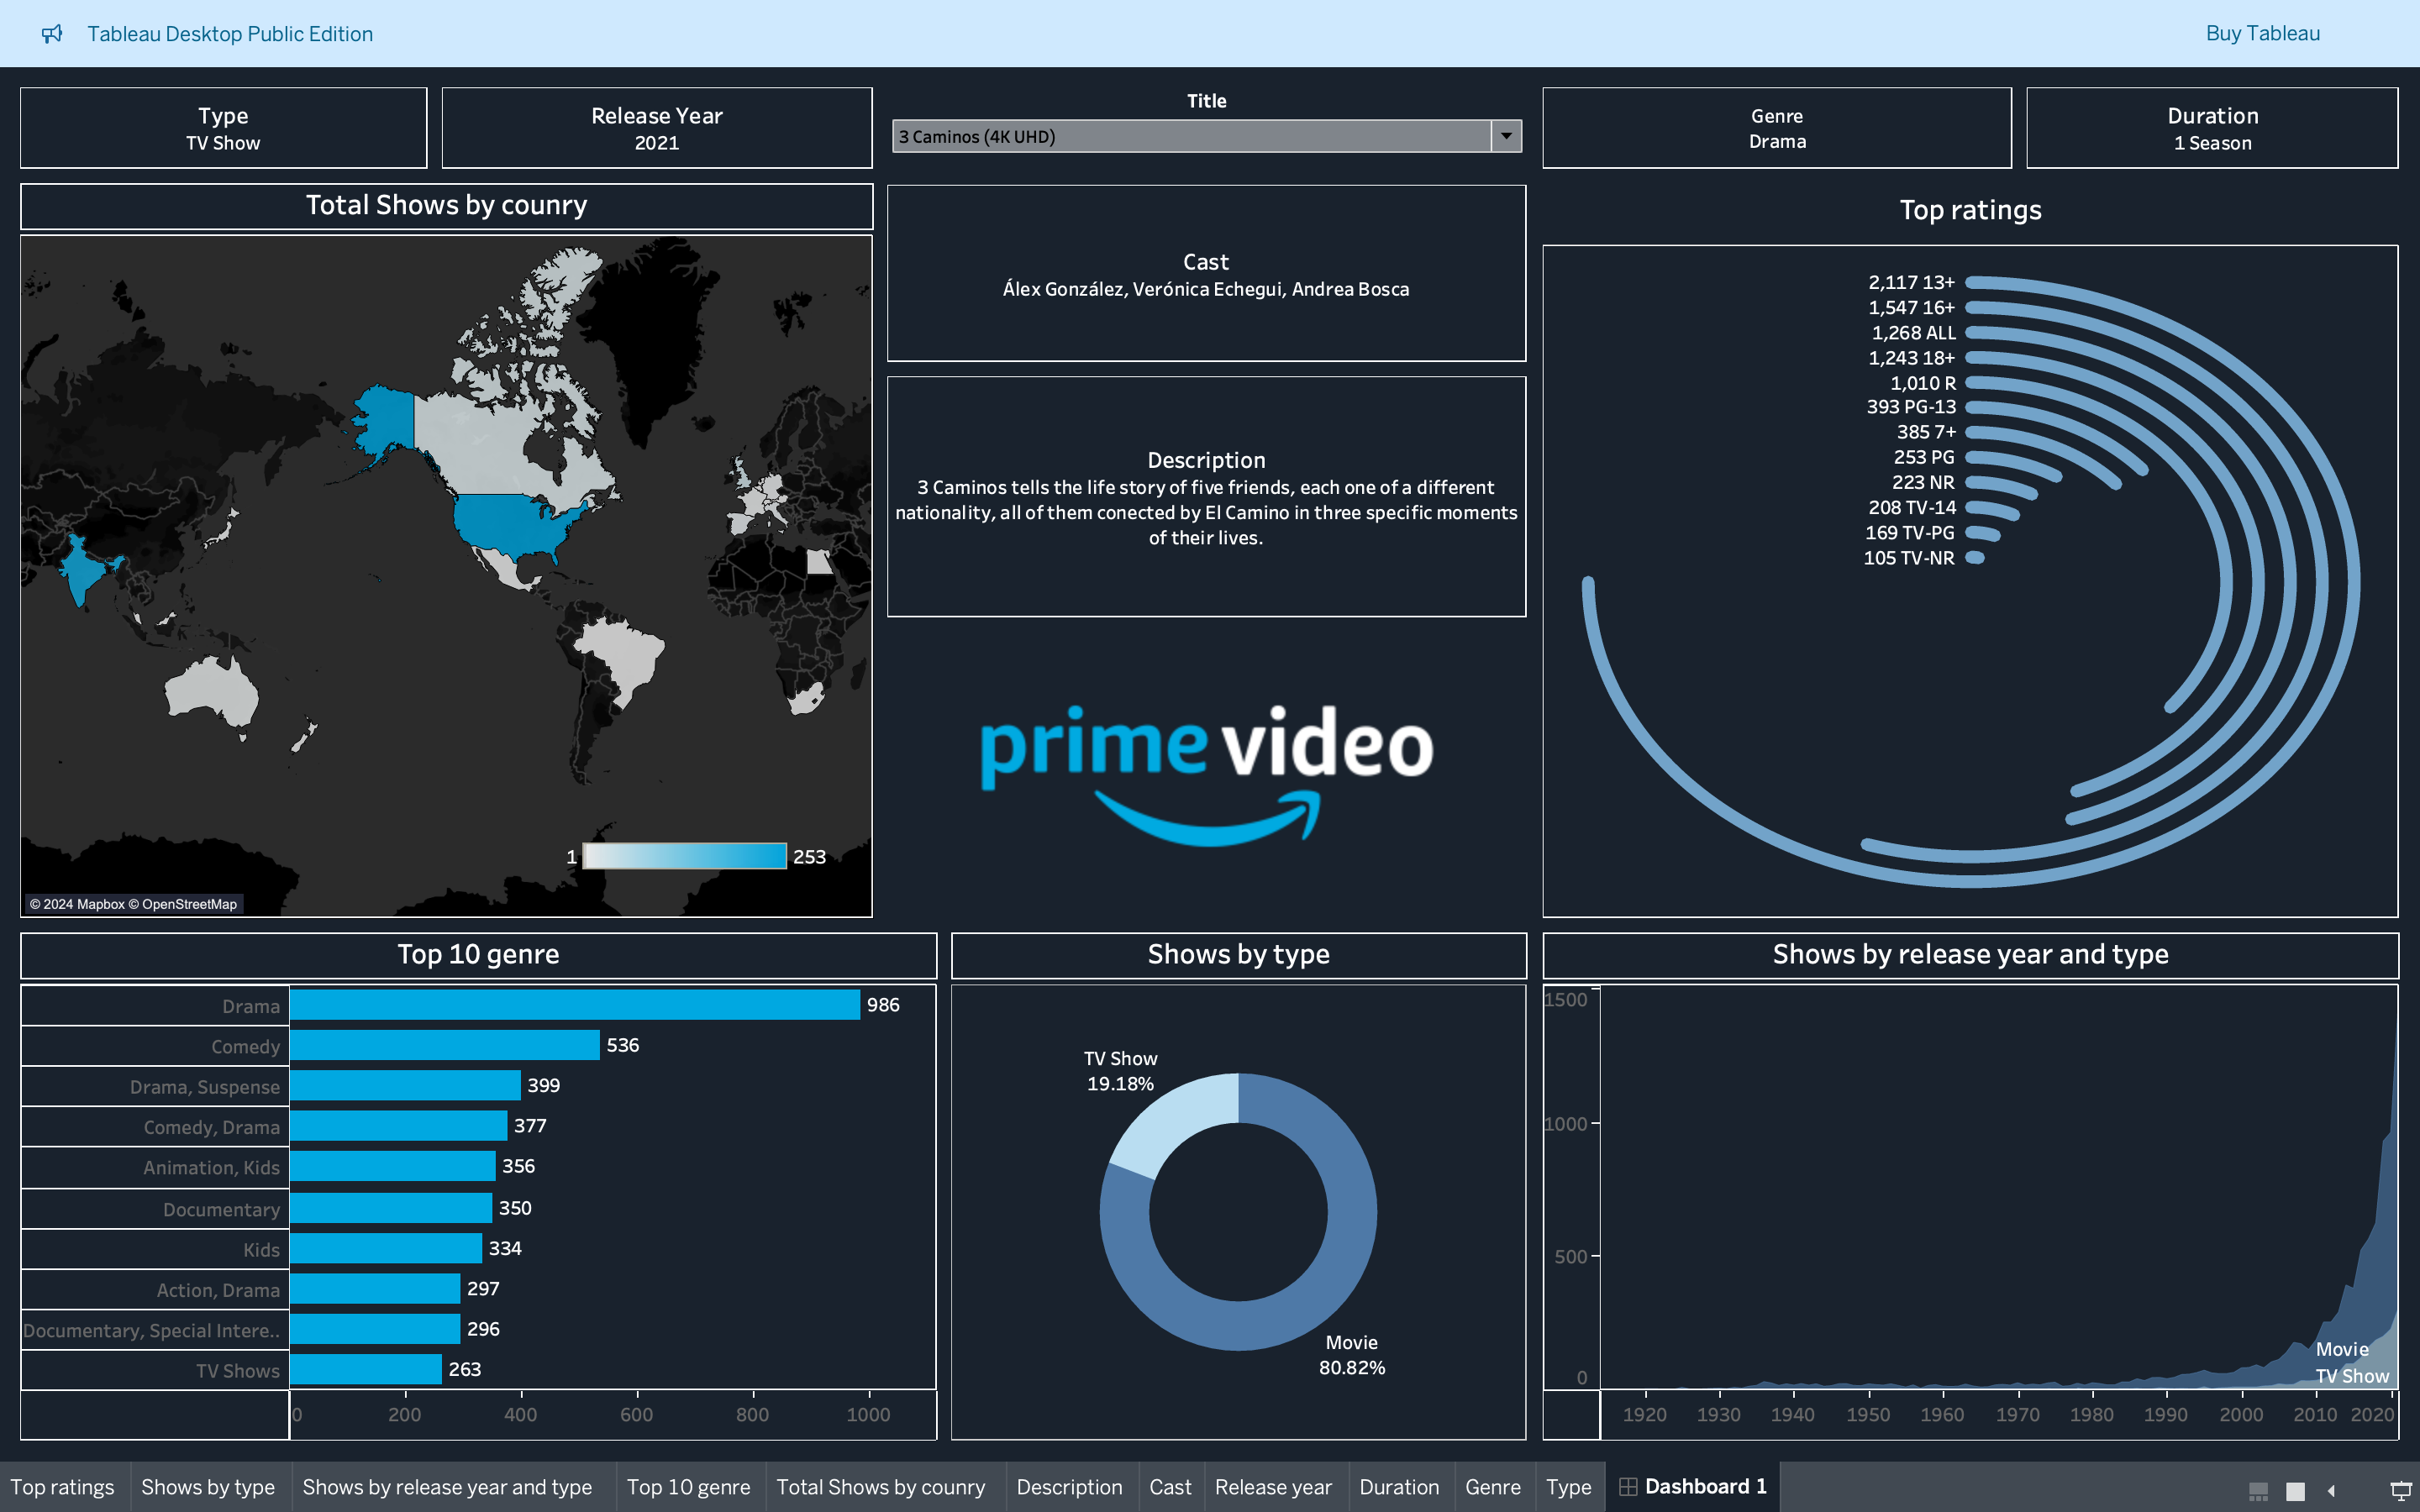 Tableau Desktop Public Edition
Buy Tableau
Type
TV Show
Release Year
2021
Title
3 Caminos (4K UHD)
Genre
Drama
Duration
1 Season
Total Shows by counry
1
253
© 2024 Mapbox © OpenStreetMap
Cast
Álex González, Verónica Echegui, Andrea Bosca
Description
3 Caminos tells the life story of five friends, each one of a different
nationality, all of them conected by El Camino in three specific moments
of their lives.
prime video
Top ratings
2,117 13+
1,547 16+
1,268 ALL
1,243 18+
1,010 R
393 PG-13
385 7+
253 PG
223 NR
208 TV-14
169 TV-PG
105 TV-NR
Top 10 genre
Drama 986
Comedy 536
Drama, Suspense 399
Comedy, Drama 377
Animation, Kids 356
Documentary 350
Kids 334
Action, Drama 297
Documentary, Special Intere.. 296
TV Shows 263
0 200 400 600 800 1000
Shows by type
TV Show
19.18%
Movie
80.82%
Shows by release year and type
1500
1000
500
0
Movie
TV Show
1920 1930 1940 1950 1960 1970 1980 1990 2000 2010 2020
Top ratings Shows by type Shows by release year and type Top 10 genre Total Shows by counry Description Cast Release year Duration Genre Type Dashboard 1